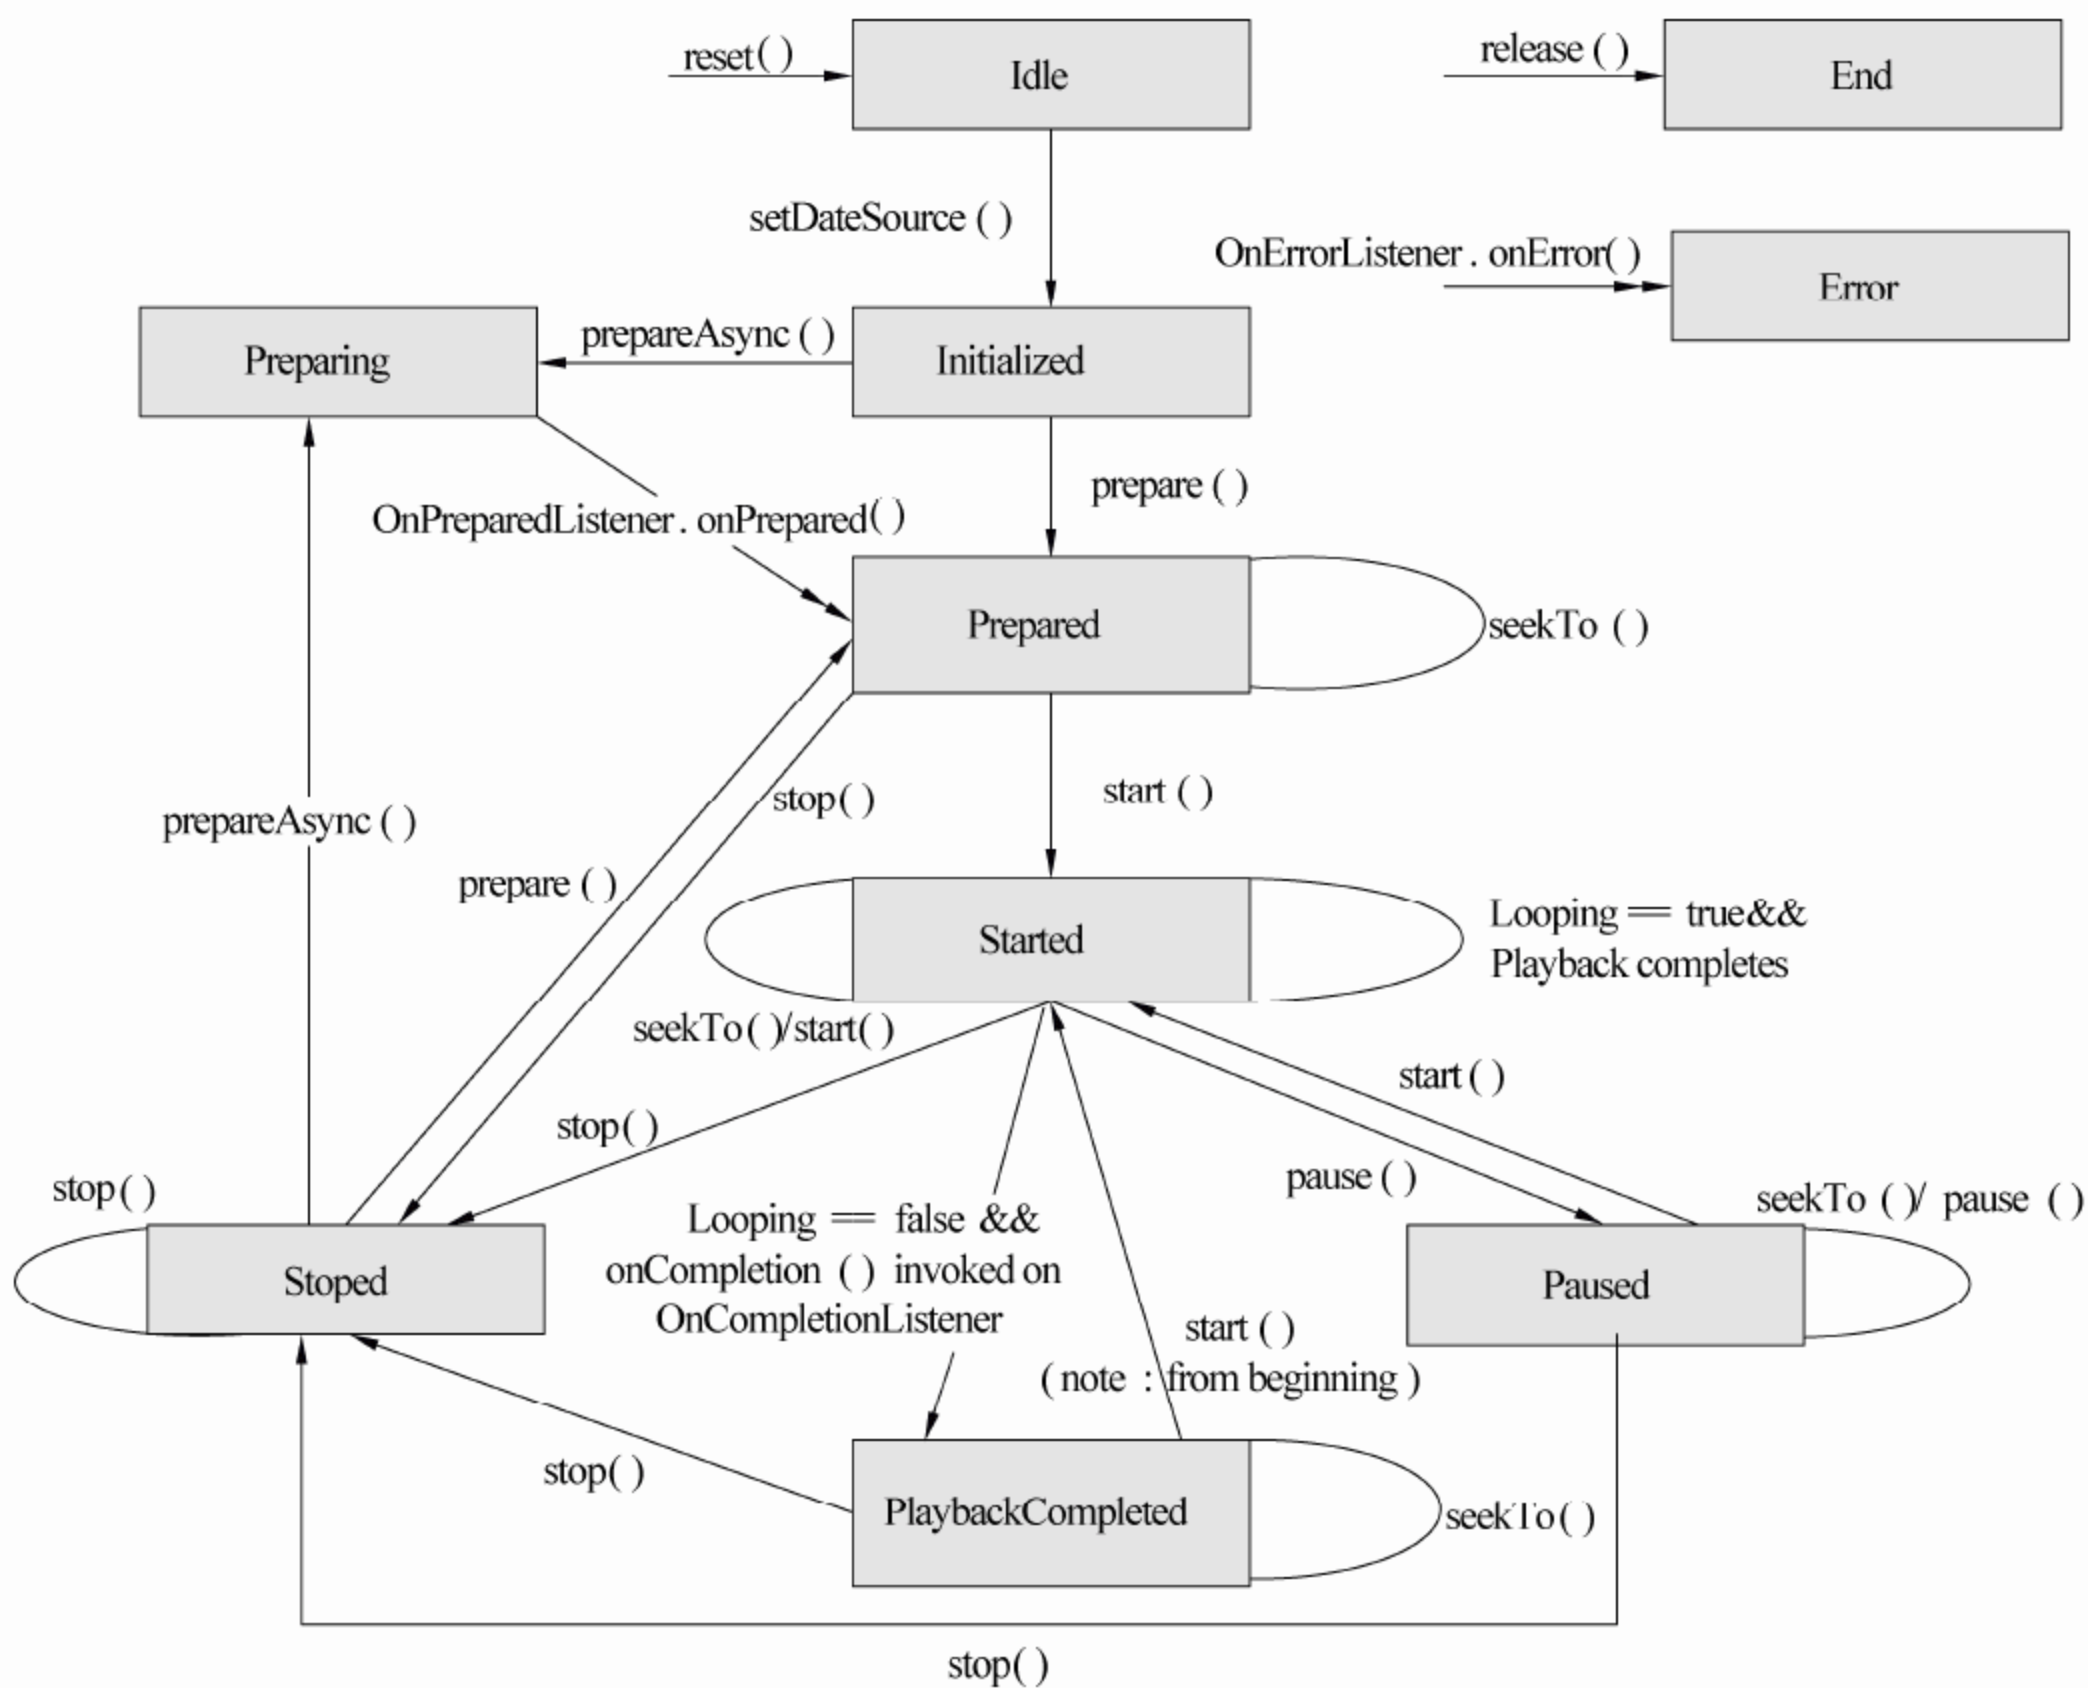 reset()
Idle
release ()
End
setDateSource ()
OnErrorListener . onError()
Error
Preparing
prepareAsync ()
Initialized
prepare ()
OnPreparedListener . onPrepared()
Prepared
seekTo ()
stop()
start ()
prepareAsync ()
prepare ()
Started
Looping == true&&
Playback completes
seekTo()/start()
start ()
stop()
pause ()
stop()
seekTo ()/ pause ()
Looping == false &&
onCompletion () invoked on
OnCompletionListener
Stoped
Paused
start ()
( note : from beginning )
stop()
PlaybackCompleted
seekTo()
stop()